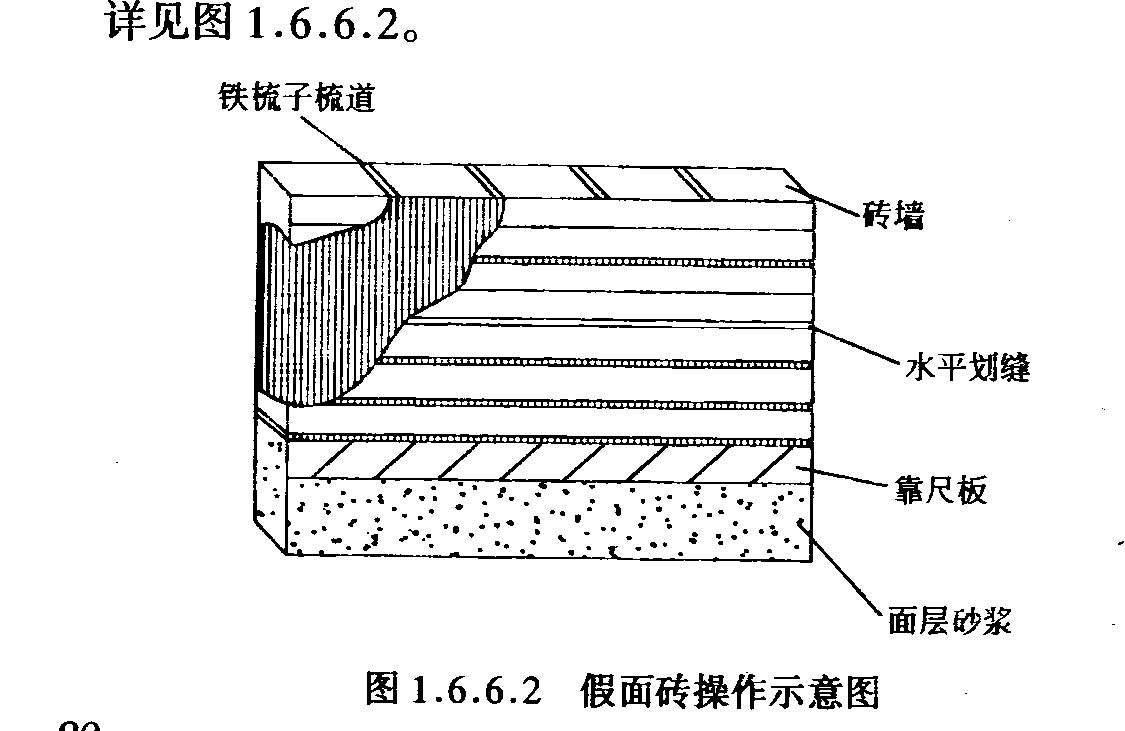 详见图1.6.6.2。
铁梳子梳道
砖墙
水平划缝
靠尺板
面层砂浆
图1.6.6.2 假面砖操作示意图